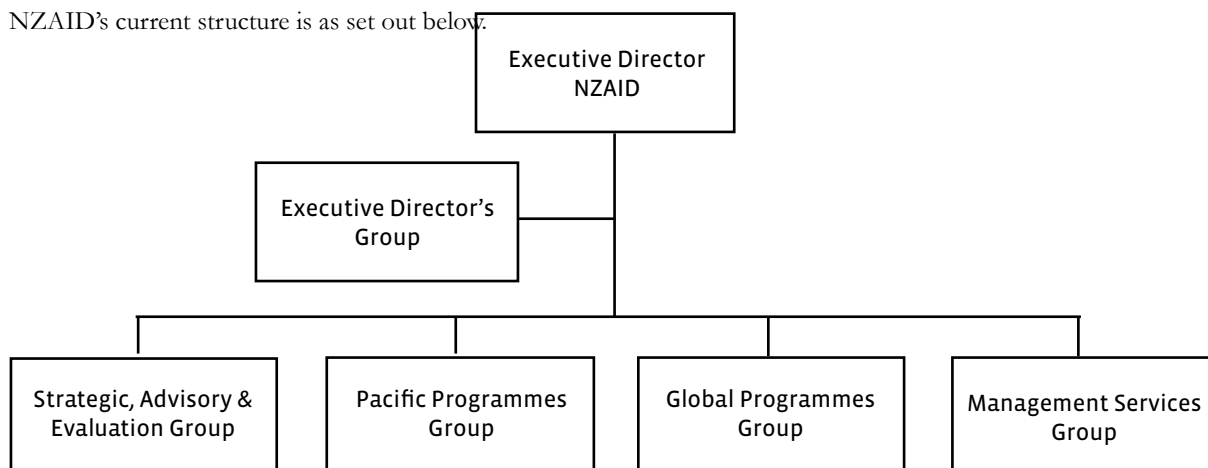 NZAID’s current structure is as set out below.
Executive Director
NZAID
Executive Director’s
Group
Strategic, Advisory &
Evaluation Group
Pacific Programmes
Group
Global Programmes
Group
Management Services
Group